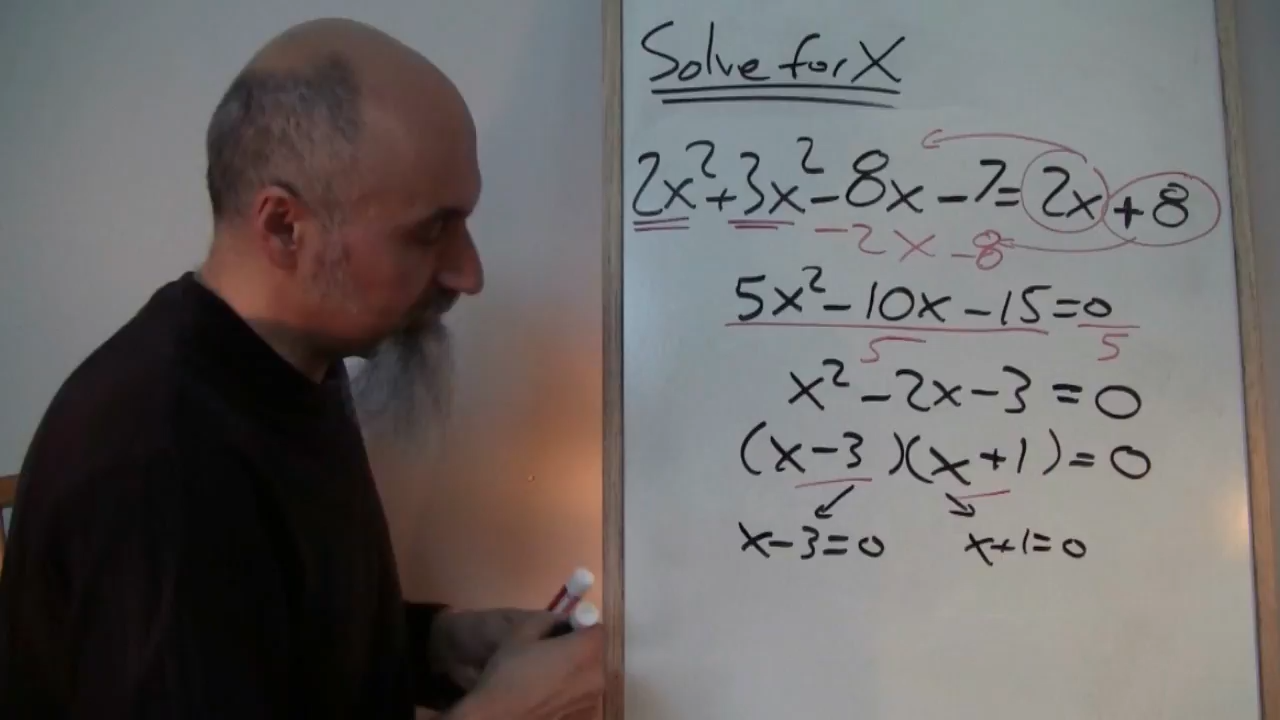 Solve for X
2x²+3x²-8x-7=2x+8
-2x-8
5x²-10x-15=0
5 5
x²-2x-3=0
(x-3)(x+1)=0
x-3=0 x+1=0